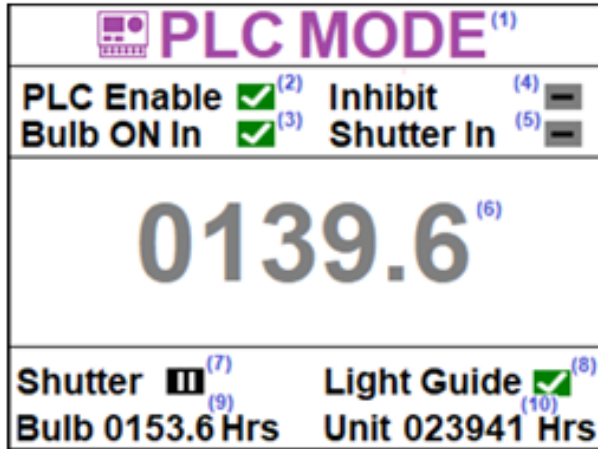 PLC MODE (1)
PLC Enable (2) Inhibit (4)
Bulb ON In (3) Shutter In (5)
0139.6 (6)
Shutter (7) Light Guide (8)
Bulb 0153.6 Hrs (9) Unit 023941 Hrs (10)